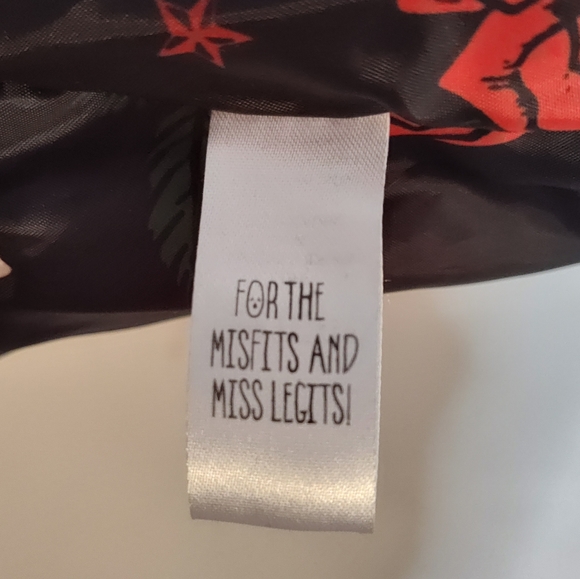 FOR THE
MISFITS AND
MISS LEGITS!